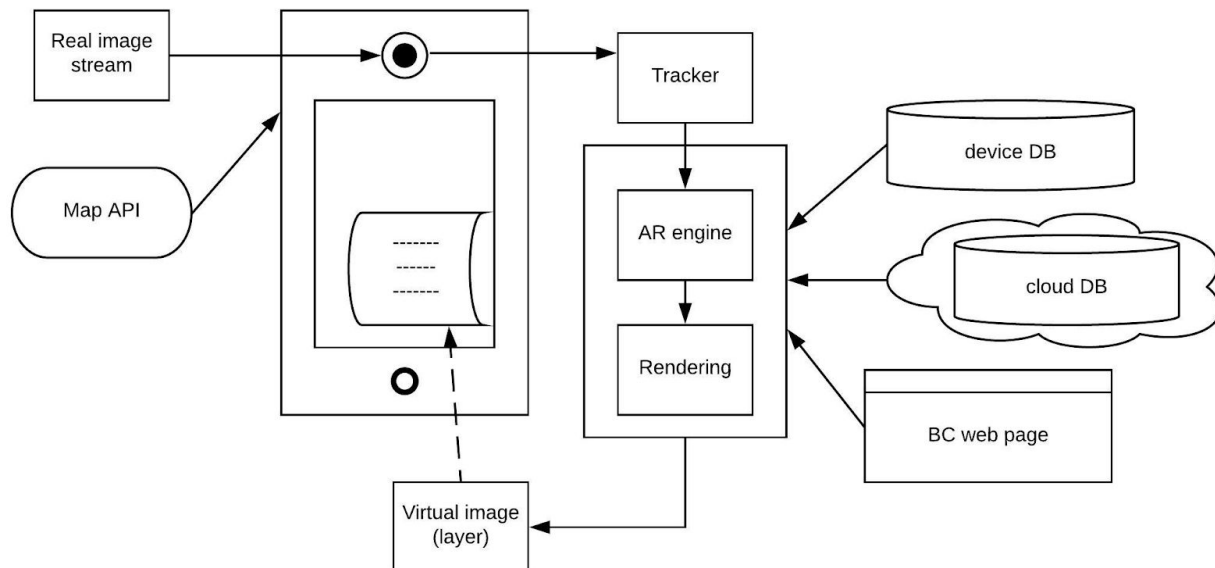 Real image
stream
Tracker
Map API
device DB
AR engine
cloud DB
Rendering
BC web page
Virtual image
(layer)